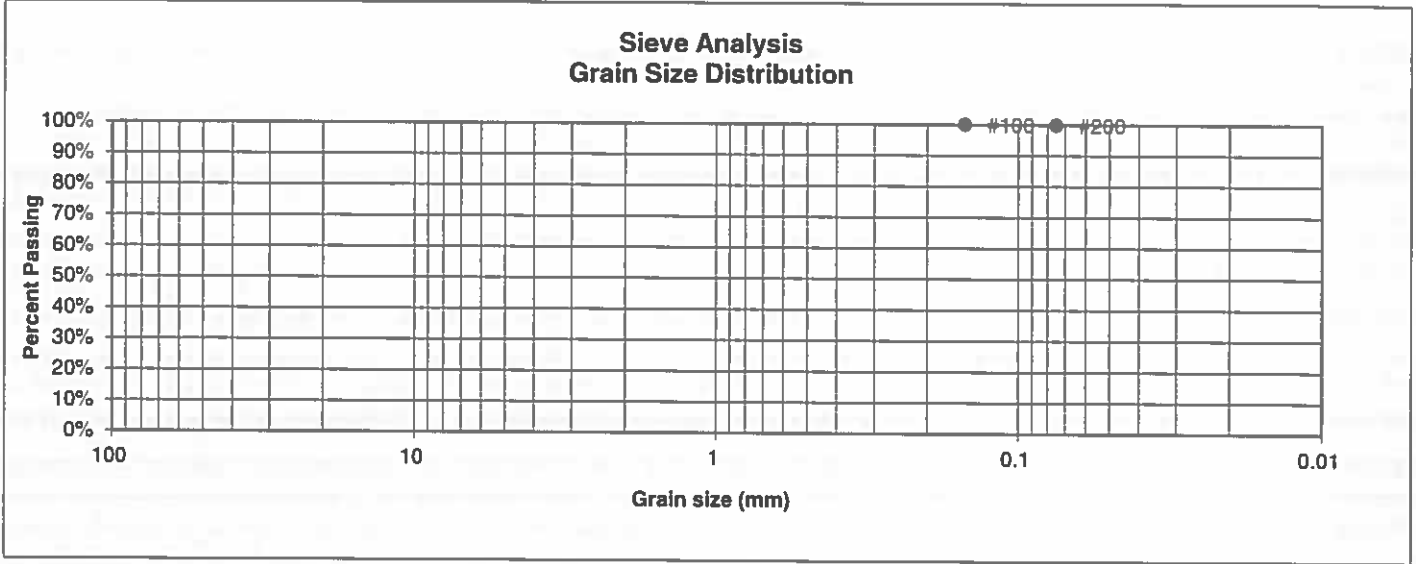 Sieve Analysis
Grain Size Distribution
#100 #200
100%
90%
80%
70%
60%
50%
40%
30%
20%
10%
0%
Percent Passing
100 10 1 0.1 0.01
Grain size (mm)